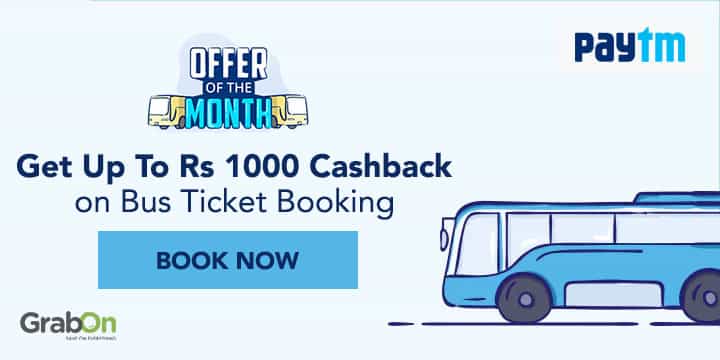 paytm
OFFER
OF THE
MONTH
Get Up To Rs 1000 Cashback
on Bus Ticket Booking
BOOK NOW
GrabOn